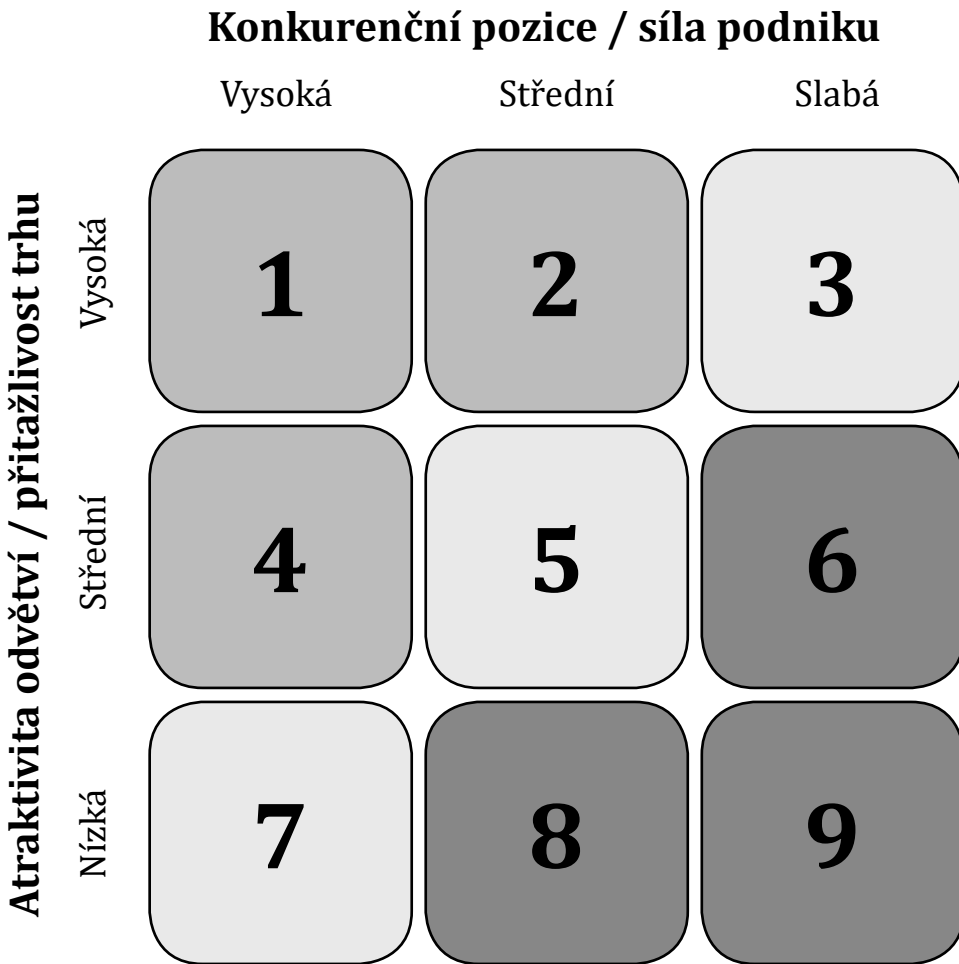 Konkurenční pozice / síla podniku
Vysoká Střední Slabá
Atraktivita odvětví / přitažlivost trhu
Vysoká
1 2 3
Střední
4 5 6
Nízká
7 8 9